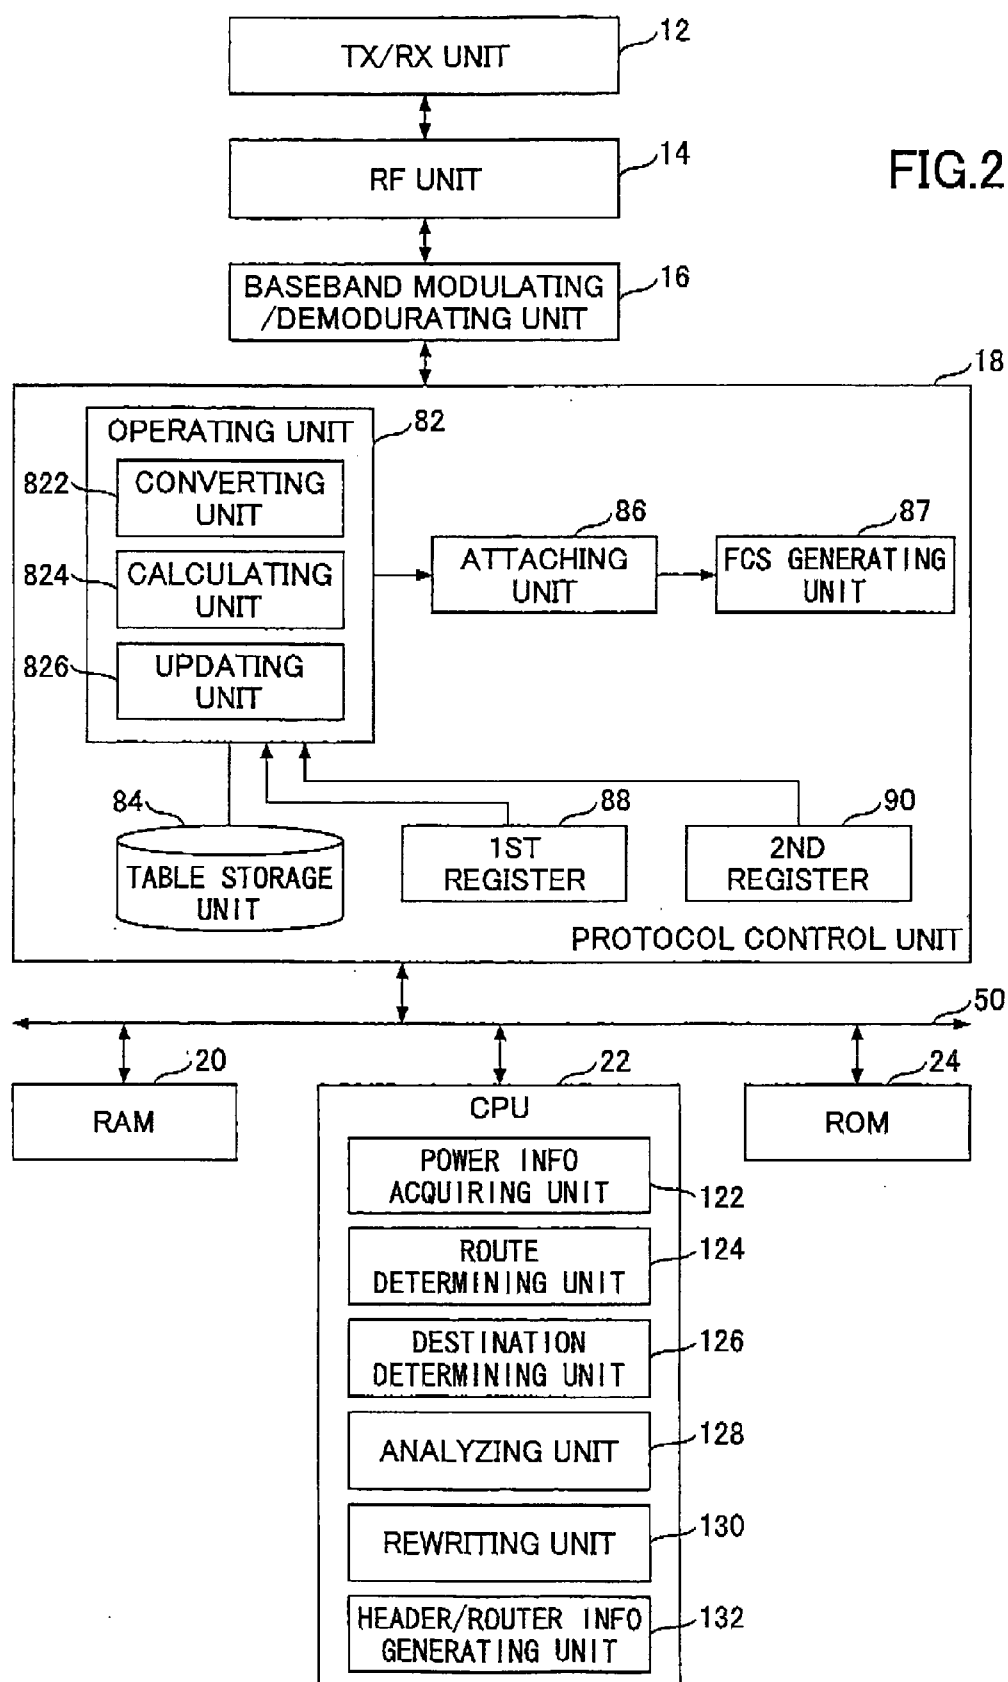 12
TX/RX UNIT
14
RF UNIT
FIG.2
16
BASEBAND MODULATING
/DEMODURATING UNIT
18
OPERATING UNIT
82
822
CONVERTING
UNIT
86
87
824
CALCULATING
UNIT
ATTACHING
UNIT
FCS GENERATING
UNIT
826
UPDATING
UNIT
84
88
90
TABLE STORAGE
UNIT
1ST
REGISTER
2ND
REGISTER
PROTOCOL CONTROL UNIT
50
20
22
24
RAM
CPU
ROM
POWER INFO
ACQUIRING UNIT
122
ROUTE
DETERMINING UNIT
124
DESTINATION
DETERMINING UNIT
126
ANALYZING UNIT
128
REWRITING UNIT
130
HEADER/ROUTER INFO
GENERATING UNIT
132